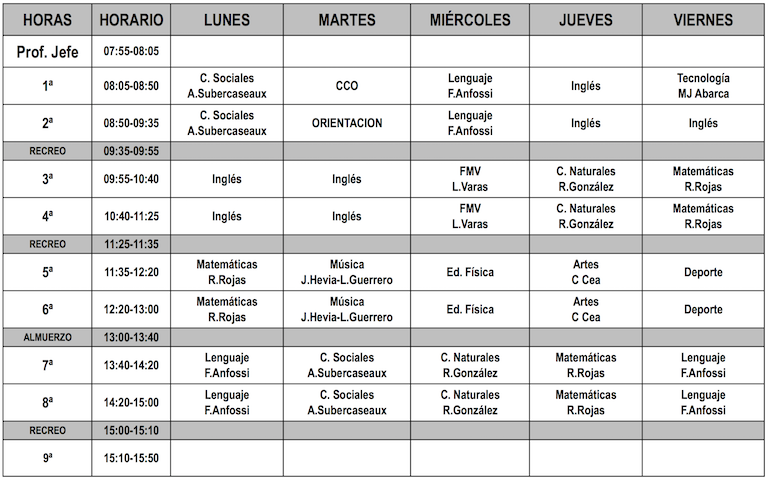 HORAS HORARIO LUNES MARTES MIÉRCOLES JUEVES VIERNES
Prof. Jefe 07:55-08:05
1ª 08:05-08:50 C. Sociales A.Subercaseaux CCO Lenguaje F.Anfossi Inglés Tecnología MJ Abarca
2ª 08:50-09:35 C. Sociales A.Subercaseaux ORIENTACION Lenguaje F.Anfossi Inglés Inglés
RECREO 09:35-09:55
3ª 09:55-10:40 Inglés Inglés FMV L.Varas C. Naturales R.González Matemáticas R.Rojas
4ª 10:40-11:25 Inglés Inglés FMV L.Varas C. Naturales R.González Matemáticas R.Rojas
RECREO 11:25-11:35
5ª 11:35-12:20 Matemáticas R.Rojas Música J.Hevia-L.Guerrero Ed. Física Artes C Cea Deporte
6ª 12:20-13:00 Matemáticas R.Rojas Música J.Hevia-L.Guerrero Ed. Física Artes C Cea Deporte
ALMUERZO 13:00-13:40
7ª 13:40-14:20 Lenguaje F.Anfossi C. Sociales A.Subercaseaux C. Naturales R.González Matemáticas R.Rojas Lenguaje F.Anfossi
8ª 14:20-15:00 Lenguaje F.Anfossi C. Sociales A.Subercaseaux C. Naturales R.González Matemáticas R.Rojas Lenguaje F.Anfossi
RECREO 15:00-15:10
9ª 15:10-15:50